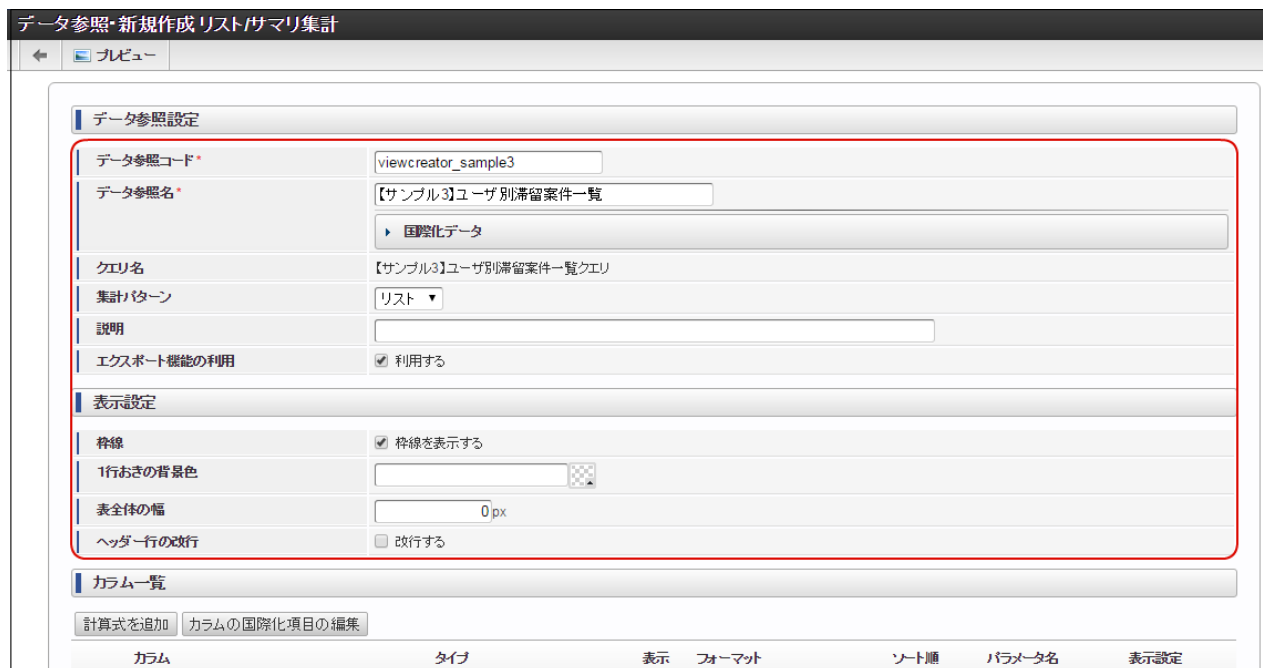 データ参照・新規作成 リスト/サマリ集計
プレビュー
データ参照設定
データ参照コード*
viewcreator_sample3
データ参照名*
【サンプル3】ユーザ別滞留案件一覧
国際化データ
クエリ名
【サンプル3】ユーザ別滞留案件一覧クエリ
集計パターン
リスト
説明
エクスポート機能の利用
利用する
表示設定
枠線
枠線を表示する
1行おきの背景色
表全体の幅
0 px
ヘッダー行の改行
改行する
カラム一覧
計算式を追加 カラムの国際化項目の編集
カラム タイプ 表示 フォーマット ソート順 パラメータ名 表示設定